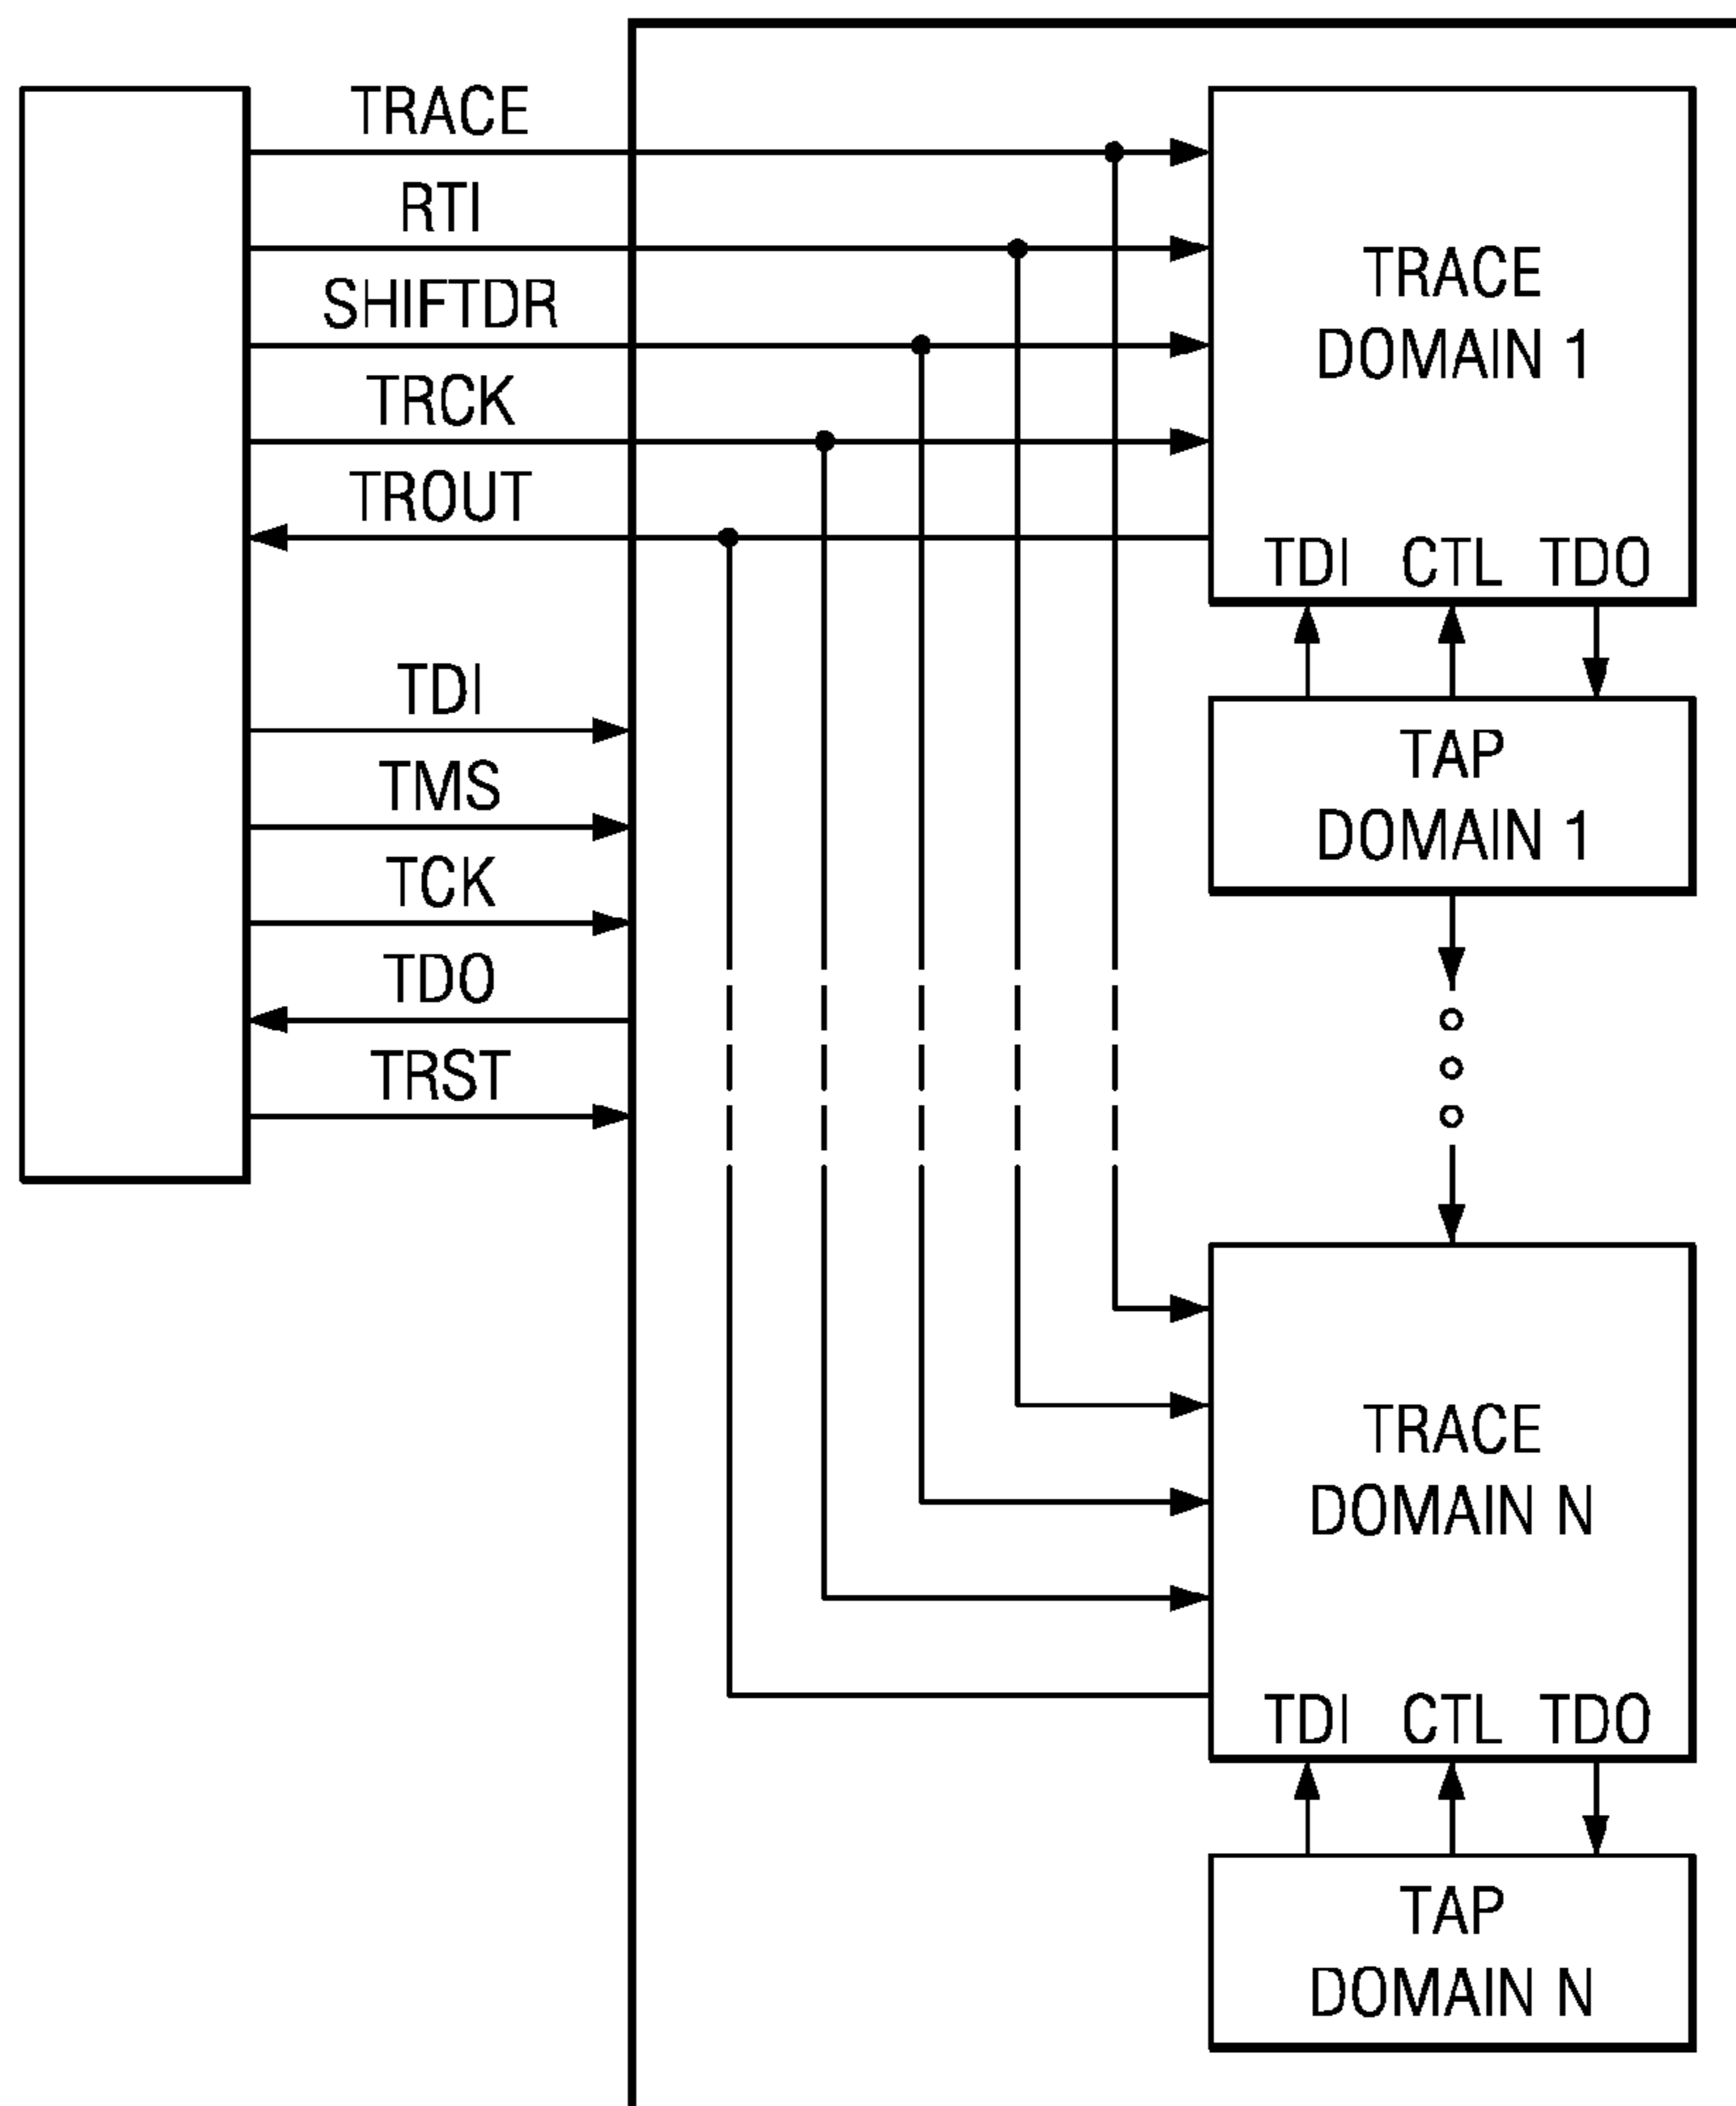 TRACE
RTI
SHIFTDR
TRCK
TROUT
TDI
TMS
TCK
TDO
TRST
TRACE
DOMAIN 1
TDI CTL TDO
TAP
DOMAIN 1
TRACE
DOMAIN N
TDI CTL TDO
TAP
DOMAIN N